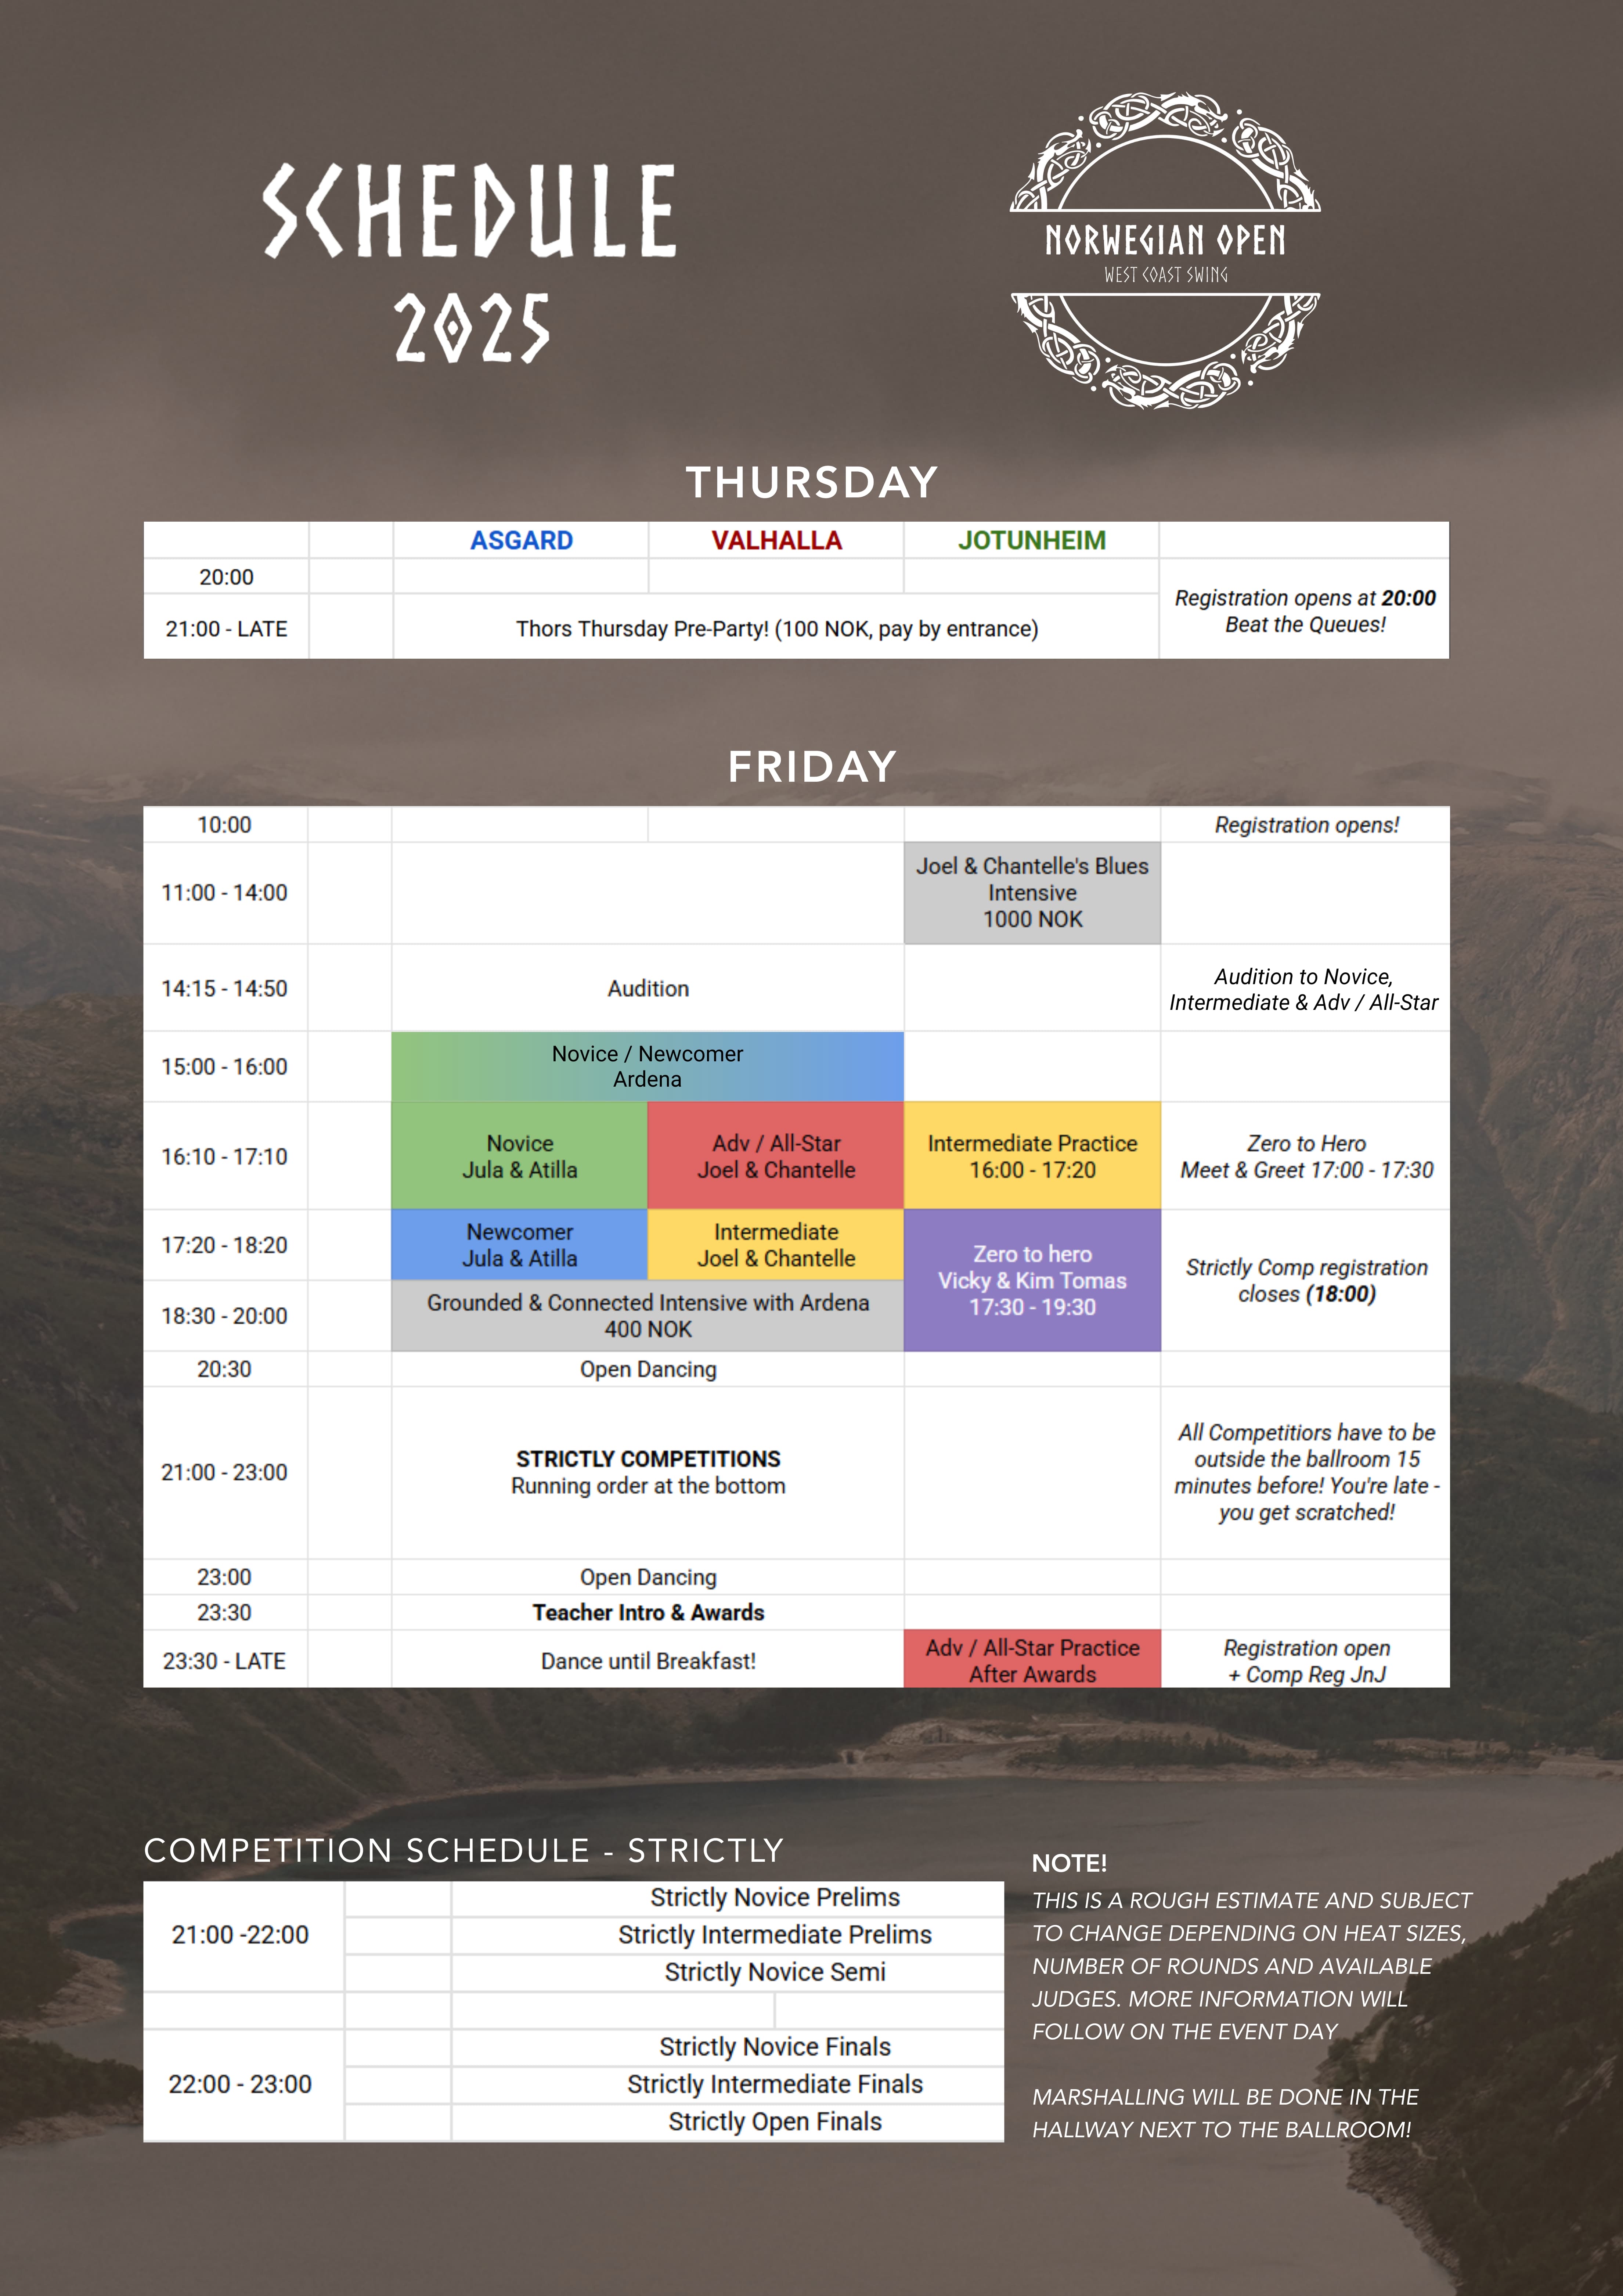 SCHEDULE
2025
NORWEGIAN OPEN
WEST COAST SWING
THURSDAY
ASGARD VALHALLA JOTUNHEIM
20:00
Registration opens at 20:00
Beat the Queues!
21:00 - LATE Thors Thursday Pre-Party! (100 NOK, pay by entrance)
FRIDAY
10:00 Registration opens!
11:00 - 14:00
Joel & Chantelle's Blues
Intensive
1000 NOK
14:15 - 14:50 Audition
Audition to Novice,
Intermediate & Adv / All-Star
15:00 - 16:00
Novice / Newcomer
Ardena
16:10 - 17:10
Novice
Jula & Atilla
Adv / All-Star
Joel & Chantelle
Intermediate Practice
16:00 - 17:20
Zero to Hero
Meet & Greet 17:00 - 17:30
17:20 - 18:20
Newcomer
Jula & Atilla
Intermediate
Joel & Chantelle
Zero to hero
Vicky & Kim Tomas
17:30 - 19:30
Strictly Comp registration
closes (18:00)
18:30 - 20:00
Grounded & Connected Intensive with Ardena
400 NOK
20:30 Open Dancing
21:00 - 23:00
STRICTLY COMPETITIONS
Running order at the bottom
All Competitiors have to be
outside the ballroom 15
minutes before! You're late -
you get scratched!
23:00 Open Dancing
23:30 Teacher Intro & Awards
23:30 - LATE Dance until Breakfast!
Adv / All-Star Practice
After Awards
Registration open
+ Comp Reg JnJ
COMPETITION SCHEDULE - STRICTLY
21:00 -22:00
Strictly Novice Prelims
Strictly Intermediate Prelims
Strictly Novice Semi
22:00 - 23:00
Strictly Novice Finals
Strictly Intermediate Finals
Strictly Open Finals
NOTE!
THIS IS A ROUGH ESTIMATE AND SUBJECT
TO CHANGE DEPENDING ON HEAT SIZES,
NUMBER OF ROUNDS AND AVAILABLE
JUDGES. MORE INFORMATION WILL
FOLLOW ON THE EVENT DAY
MARSHALLING WILL BE DONE IN THE
HALLWAY NEXT TO THE BALLROOM!